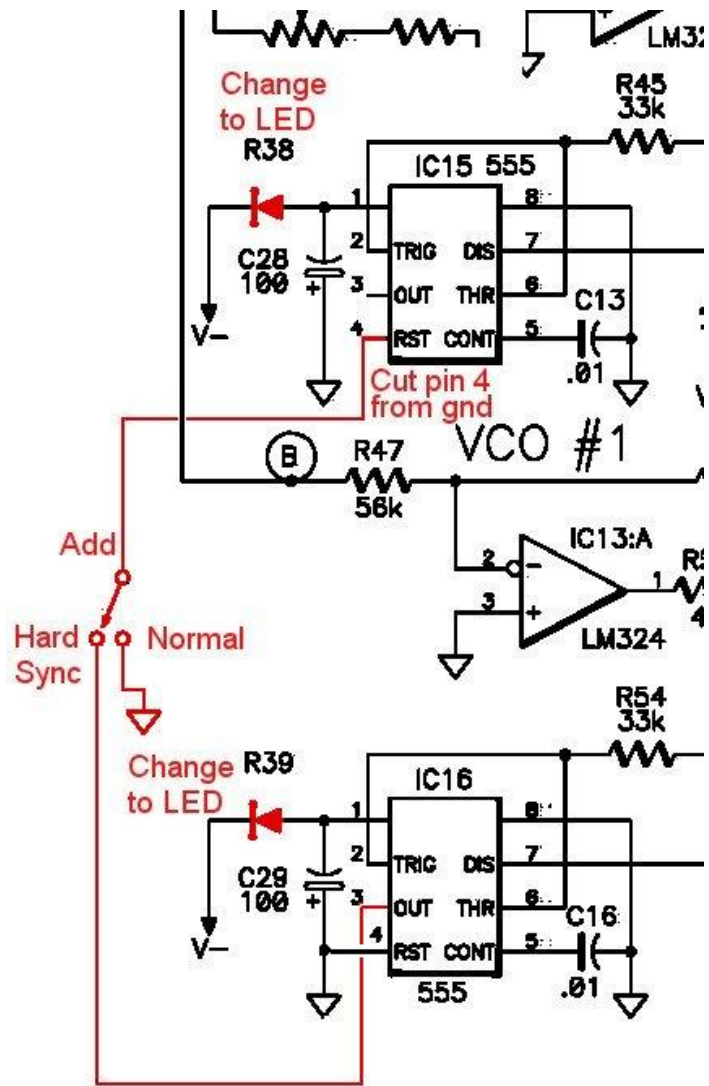 LM32
Change
to LED
R38
R45
33k
IC15 555
1
8
2
TRIG
DIS
7
C28
100
+
3
OUT
THR
6
C13
4
RST
CONT
5
.01
V-
Cut pin 4
from gnd
VCO #1
B
R47
56k
Add
IC13:A
2
-
3
+
1
LM324
Hard
Sync
Normal
R54
33k
Change
to LED
R39
IC16
1
8
2
TRIG
DIS
7
C29
100
+
3
OUT
THR
6
C16
4
RST
CONT
5
.01
V-
555